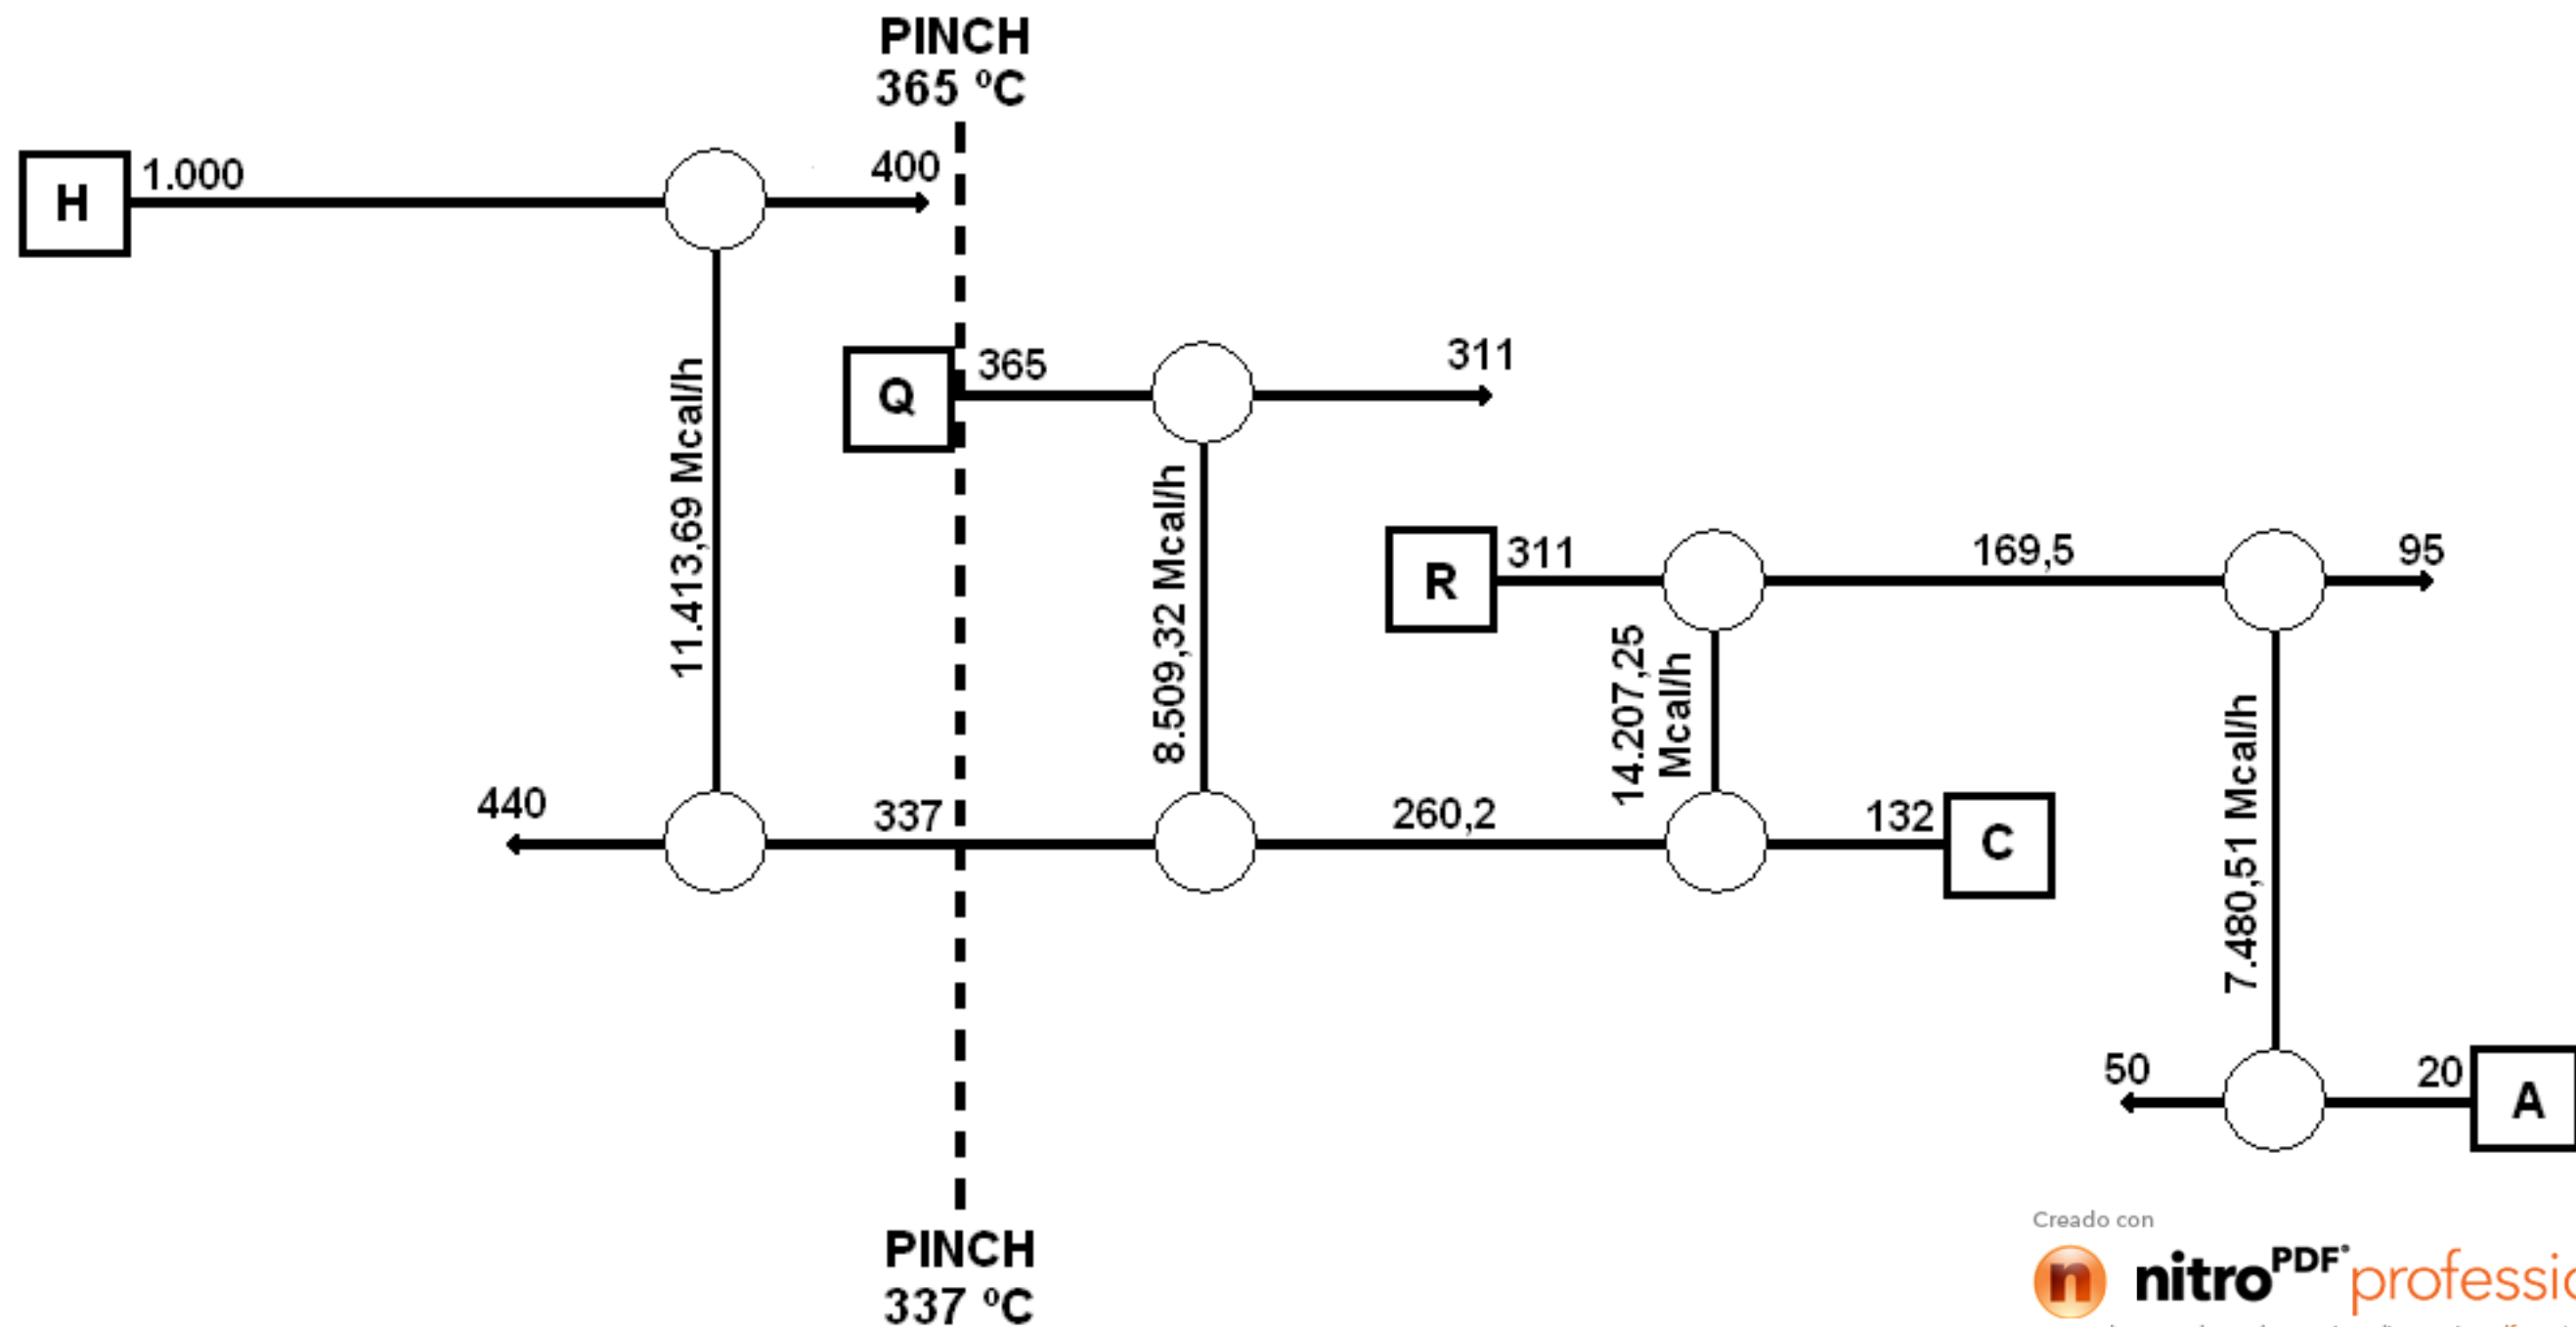 PINCH
365 ºC
H
1.000
400
11.413,69 Mcal/h
Q
365
311
8.509,32 Mcal/h
R
311
169,5
95
14.207,25
Mcal/h
7.480,51 Mcal/h
440
337
260,2
132
C
50
20
A
PINCH
337 ºC
Creado con
nitro PDF®